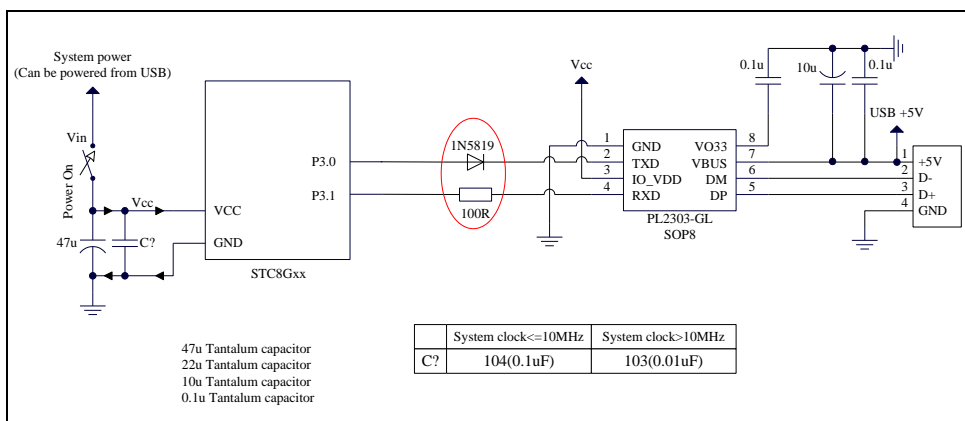 System power
(Can be powered from USB)
Vin
Power On
Vcc
47u
C?
VCC
GND
P3.0
P3.1
STC8Gxx
1N5819
100R
Vcc
1
2
3
4
GND
TXD
IO_VDD
RXD
VO33
VBUS
DM
DP
8
7
6
5
PL2303-GL
SOP8
0.1u
10u
0.1u
USB +5V
1
2
3
4
+5V
D-
D+
GND
47u Tantalum capacitor
22u Tantalum capacitor
10u Tantalum capacitor
0.1u Tantalum capacitor
System clock<=10MHz System clock>10MHz
C? 104(0.1uF) 103(0.01uF)